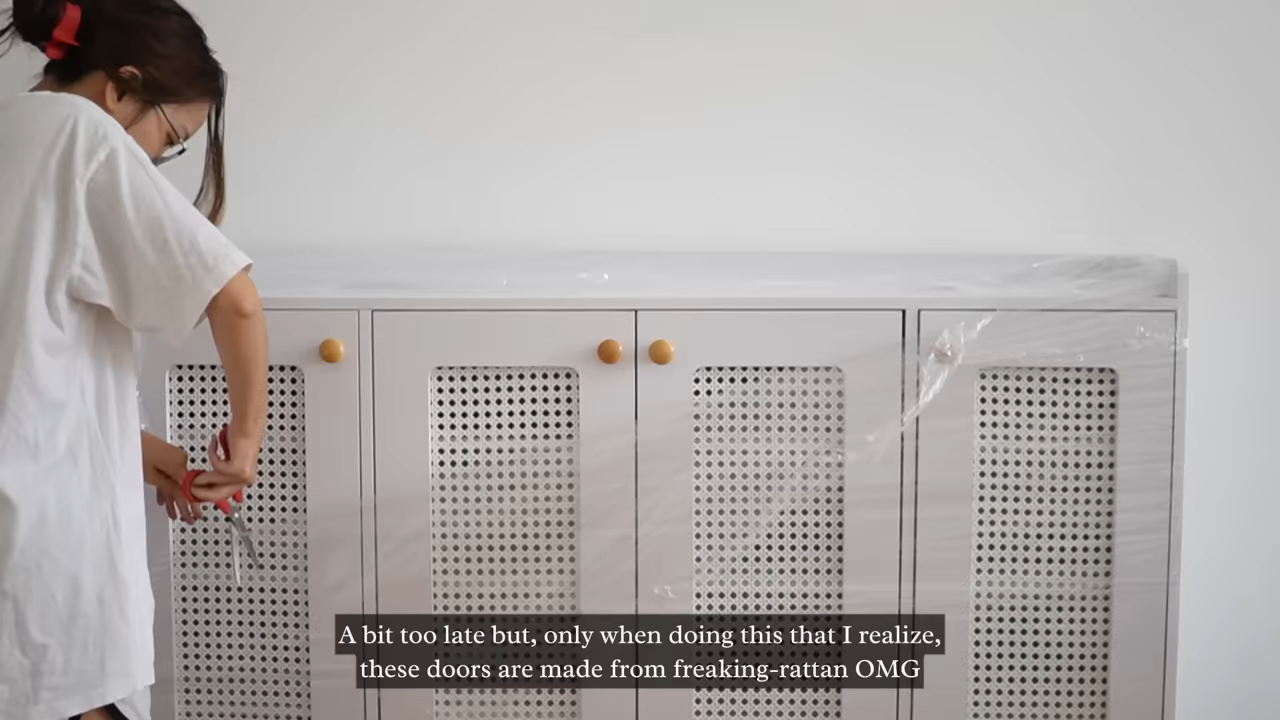 A bit too late but, only when doing this that I realize,
these doors are made from freaking-rattan OMG